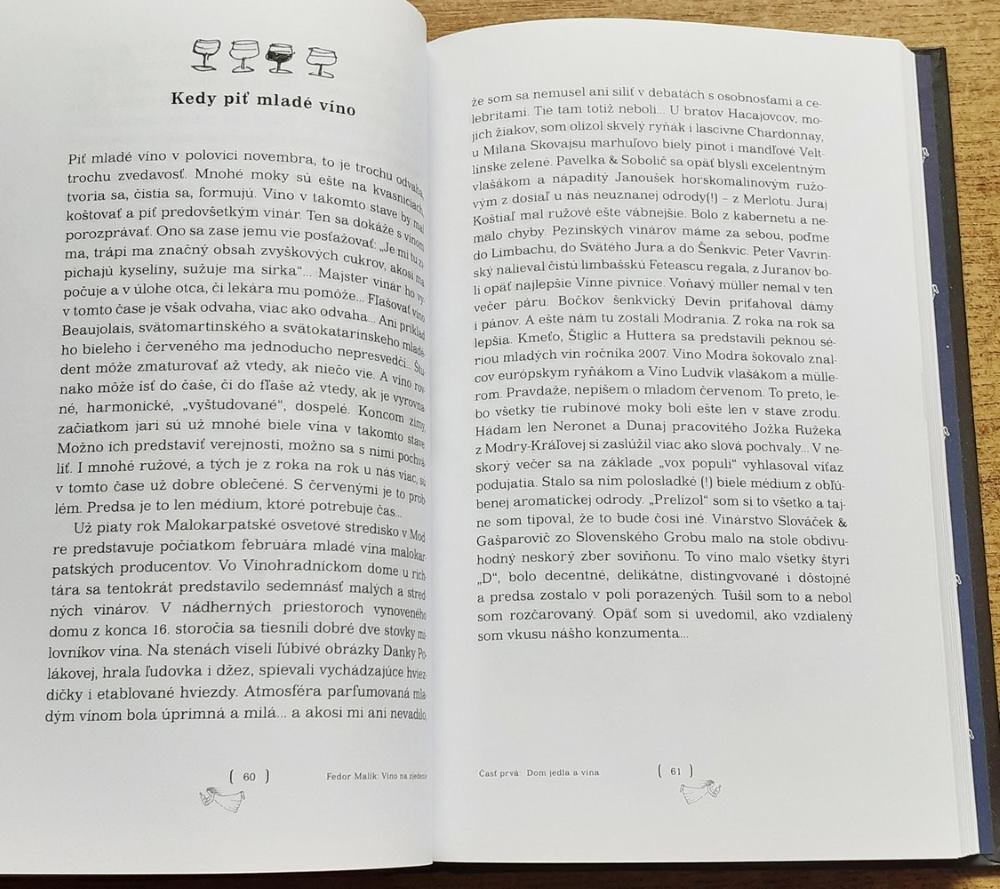 Kedy piť mladé víno
Piť mladé víno v polovici novembra, to je trochu odvaha,
trochu zvedavosť. Mnohé moky sú ešte na kvasniciach,
tvoria sa, čistia sa, formujú. Víno v takomto stave by mal
koštovať a piť predovšetkým vinár. Ten sa dokáže s vínom
porozprávať. Ono sa zase jemu vie posťažovať: „Je mi tu zi
ma, trápi ma značný obsah zvyškových cukrov, akosi ma
pichajú kyseliny, sužuje ma sirka“... Majster vinár ho vy
počuje a v úlohe otca, či lekára mu pomôže... Flašovať víno
v tomto čase je však odvaha, viac ako odvaha... Ani príklad
Beaujolais, svätomartinského a svätokatarínskeho mladé
ho bieleho i červeného ma jednoducho nepresvedčí... Štu
dent môže zmaturovať až vtedy, ak niečo vie. A víno rov
nako môže ísť do čaše, či do fľaše až vtedy, ak je vyrovna
né, harmonické, „vyštudované“, dospelé. Koncom zimy,
začiatkom jari sú už mnohé biele vína v takomto stave
Možno ich predstaviť verejnosti, možno sa s nimi pochvá
liť. I mnohé ružové, a tých je z roka na rok u nás viac, sú
v tomto čase už dobre oblečené. S červenými je to prob
lém. Predsa je to len médium, ktoré potrebuje čas...
Už piaty rok Malokarpatské osvetové stredisko v Mod
re predstavuje počiatkom februára mladé vína malokar
patských producentov. Vo Vinohradníckom dome u rich
tára sa tentokrát predstavilo sedemnásť malých a stred
ných vinárov. V nádherných priestoroch vynoveného
domu z konca 16. storočia sa tiesnili dobré dve stovky mi
lovníkov vína. Na stenách viseli ľúbivé obrázky Danky Po
lákovej, hrala ľudovka i džez, spievali vychádzajúce hviez
dičky i etablované hviezdy. Atmosféra parfumovaná mla
dým vínom bola úprimná a milá... a akosi mi ani nevadilo,
( 60 )
Fedor Malík: Víno na zjedenie
že som sa nemusel ani síliť v debatách s osobnosťami a ce-
lebritami. Tie tam totiž neboli... U bratov Hacajovcov, mo-
jich žiakov, som olizol skvelý ryňák i lascívne Chardonnay,
u Milana Skovajsu marhuľovo biely pinot i mandľové Velt-
línske zelené. Pavelka & Sobolič sa opäť blysli excelentným
vlašákom a nápaditý Janoušek horskomalinovým ružo-
vým z dosiaľ u nás neuznanej odrody(!) – z Merlotu. Juraj
Koštiaľ mal ružové ešte vábnejšie. Bolo z kabernetu a ne-
malo chyby. Pezinských vinárov máme za sebou, poďme
do Limbachu, do Svätého Jura a do Šenkvic. Peter Vavrin-
ský nalieval čistú limbašskú Feteascu regala, z Juranov bo-
li opäť najlepšie Vínne pivnice. Voňavý müller nemal v ten
večer páru. Bočkov šenkvický Devín priťahoval dámy
i pánov. A ešte nám tu zostali Modrania. Z roka na rok sa
lepšia. Kmeťo, Štiglic a Huttera sa predstavili peknou sé-
riou mladých vín ročníka 2007. Víno Modra šokovalo znal-
cov európskym ryňákom a Víno Ludvik vlašákom a mülle-
rom. Pravdaže, nepíšem o mladom červenom. To preto, le-
bo všetky tie rubínové moky boli ešte len v stave zrodu.
Hádam len Neronet a Dunaj pracovitého Jožka Ružeka
z Modry-Kráľovej si zaslúžil viac ako slová pochvaly... V ne-
skorý večer sa na základe „vox populi“ vyhlasoval víťaz
podujatia. Stalo sa ním polosladké (!) biele médium z obľú-
benej aromatickej odrody. „Prelizol“ som si to všetko a taj-
ne som tipoval, že to bude čosi iné. Vinárstvo Slováček &
Gašparovič zo Slovenského Grobu malo na stole obdivu-
hodný neskorý zber soviňonu. To víno malo všetky štyri
„D“, bolo decentné, delikátne, distingvované i dôstojné
a predsa zostalo v poli porazených. Tušil som to a nebol
som rozčarovaný. Opäť som si uvedomil, ako vzdialený
som vkusu nášho konzumenta...
Časť prvá: Dom jedla a vína
( 61 )